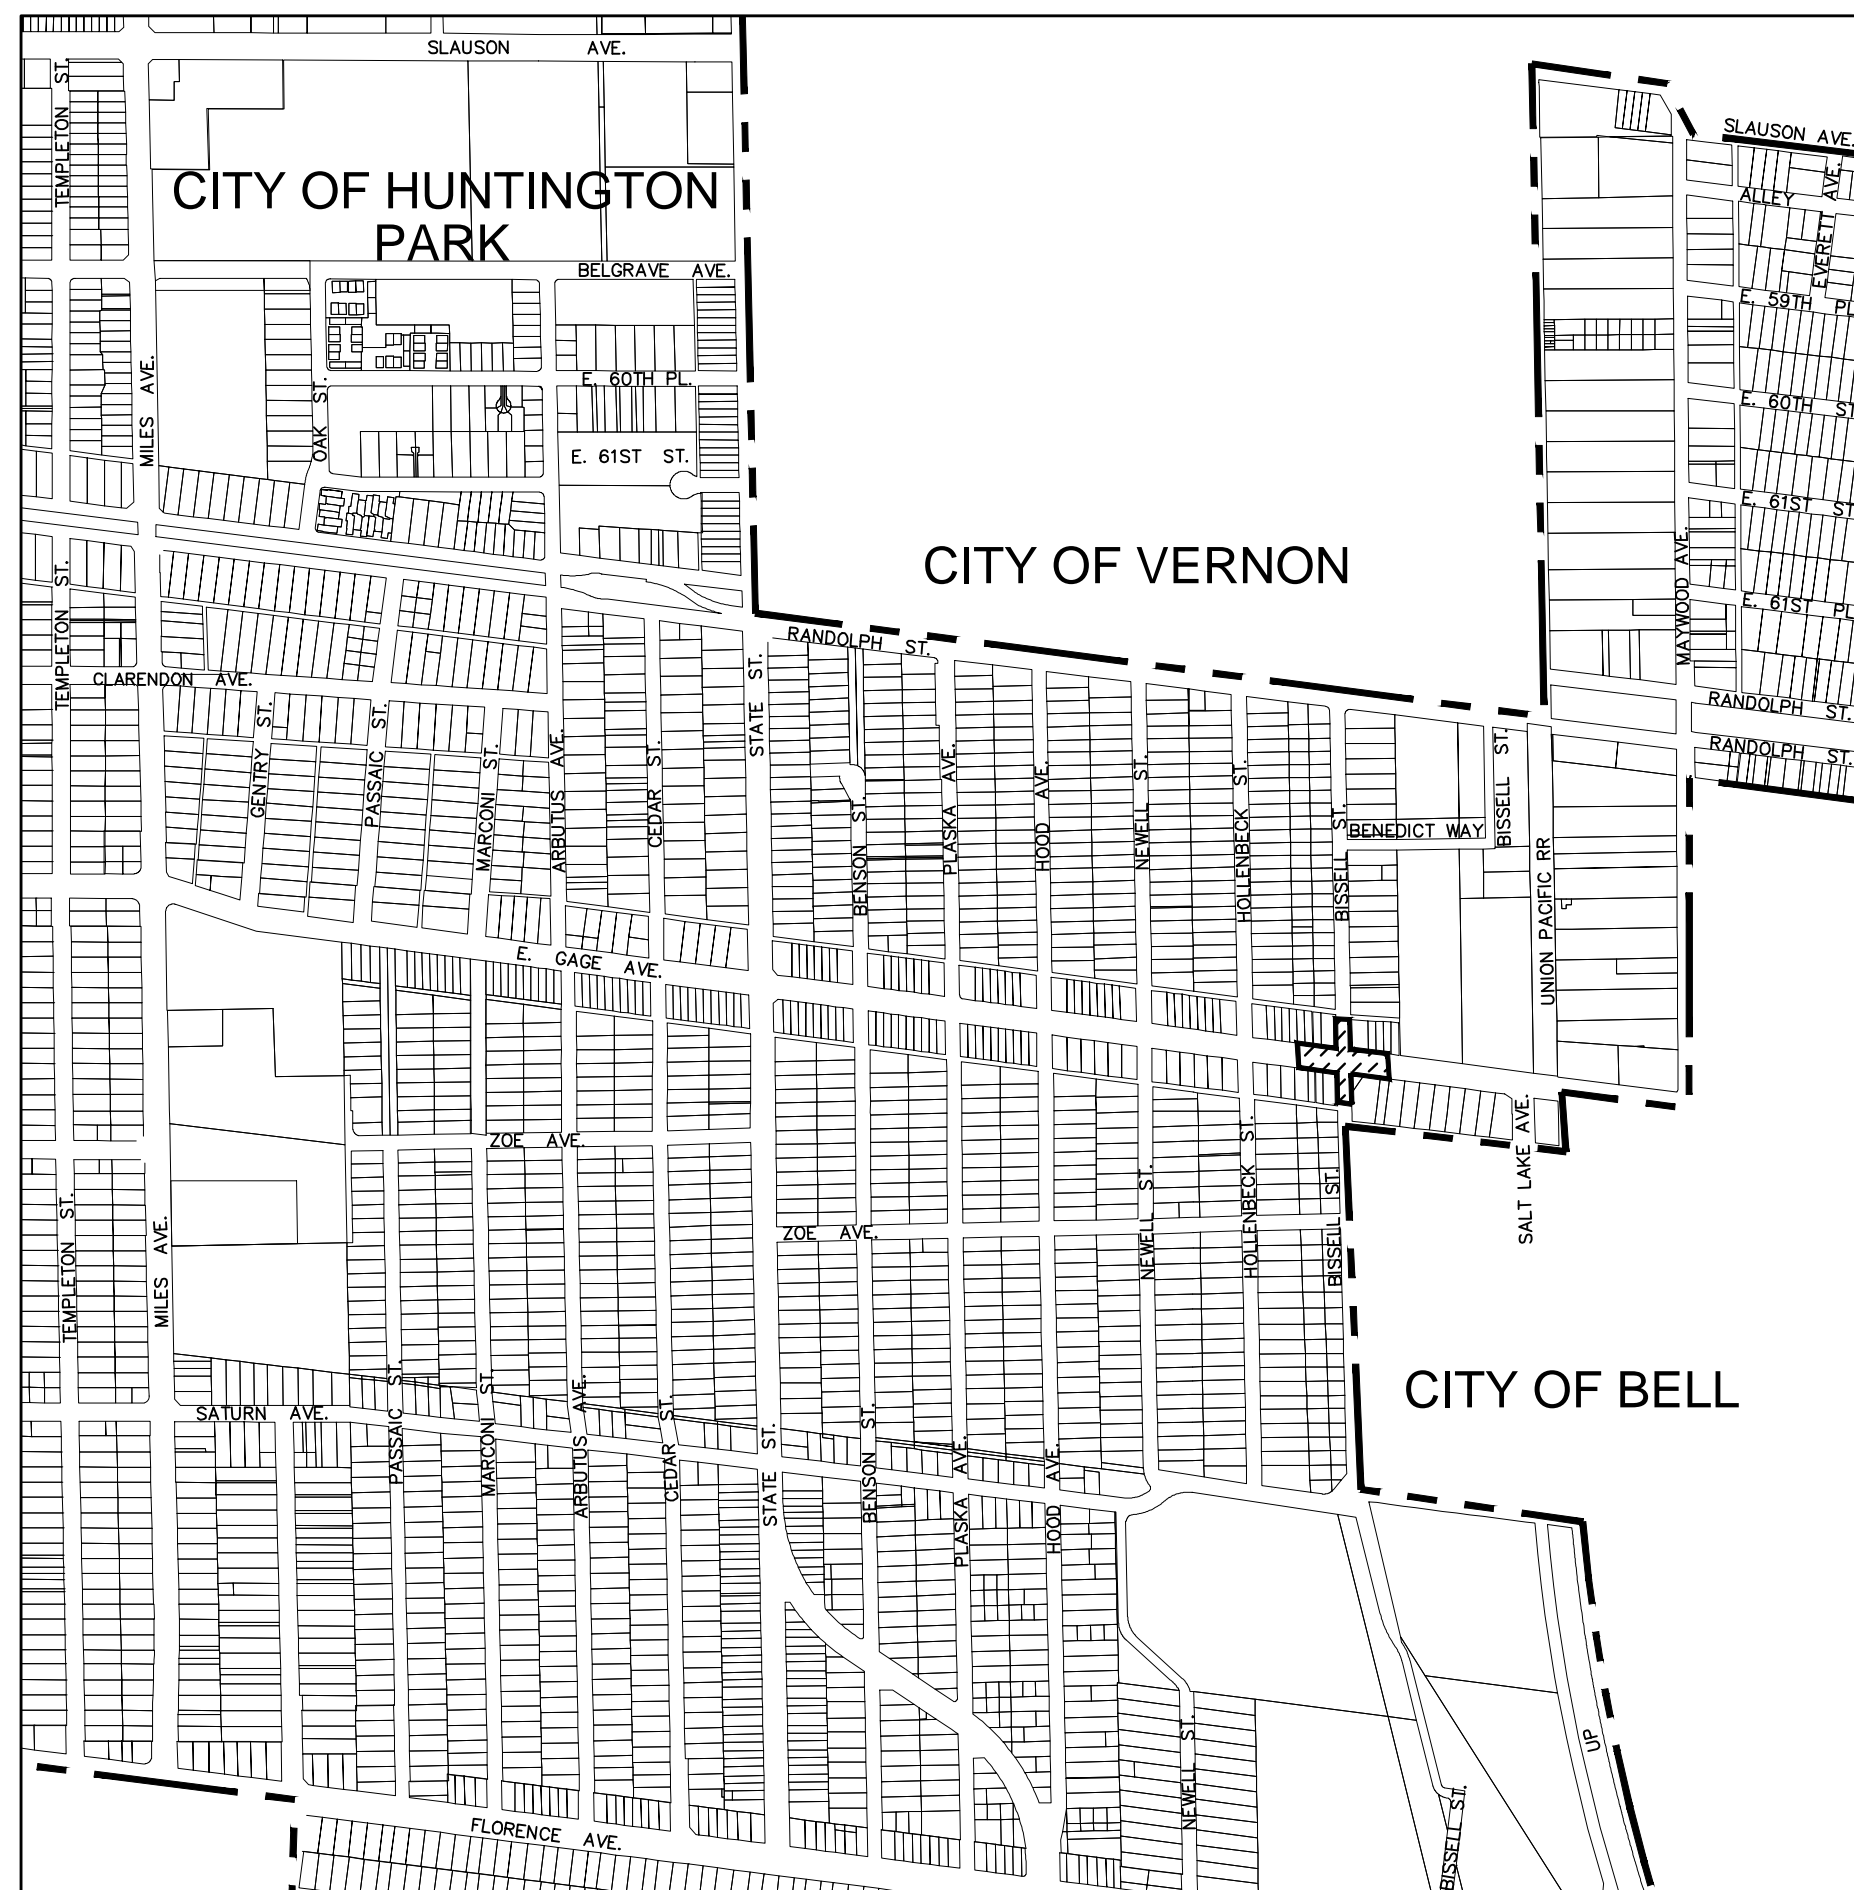 SLAUSON AVE.
TEMPLETON ST.
SLAUSON AVE.
CITY OF HUNTINGTON
PARK
ALLEY
EVERETT AVE.
BELGRAVE AVE.
E. 59TH PL
MILES AVE.
OAK ST.
E. 60TH PL.
E. 60TH ST
E. 61ST ST.
E. 61ST ST
CITY OF VERNON
MAYWOOD AVE.
E. 61ST PL
TEMPLETON ST.
RANDOLPH ST.
CLARENDON AVE.
STATE ST.
RANDOLPH ST.
RANDOLPH ST.
GENTRY ST.
PASSAIC ST.
MARCONI ST.
ARBUTUS AVE.
CEDAR ST.
BENSON ST.
PLASKA AVE.
HOOD AVE.
NEWELL ST.
HOLLENBECK ST.
BISSELL ST.
BENEDICT WAY
BISSELL ST.
UNION PACIFIC RR
E. GAGE AVE.
ZOE AVE.
SALT LAKE AVE.
TEMPLETON ST.
MILES AVE.
ZOE AVE.
NEWELL ST.
HOLLENBECK ST.
BISSELL ST.
CITY OF BELL
SATURN AVE.
PASSAIC ST.
MARCONI ST.
ARBUTUS AVE.
CEDAR ST.
STATE ST.
BENSON ST.
PLASKA AVE.
HOOD AVE.
NEWELL ST.
UP
BISSELL ST.
FLORENCE AVE.